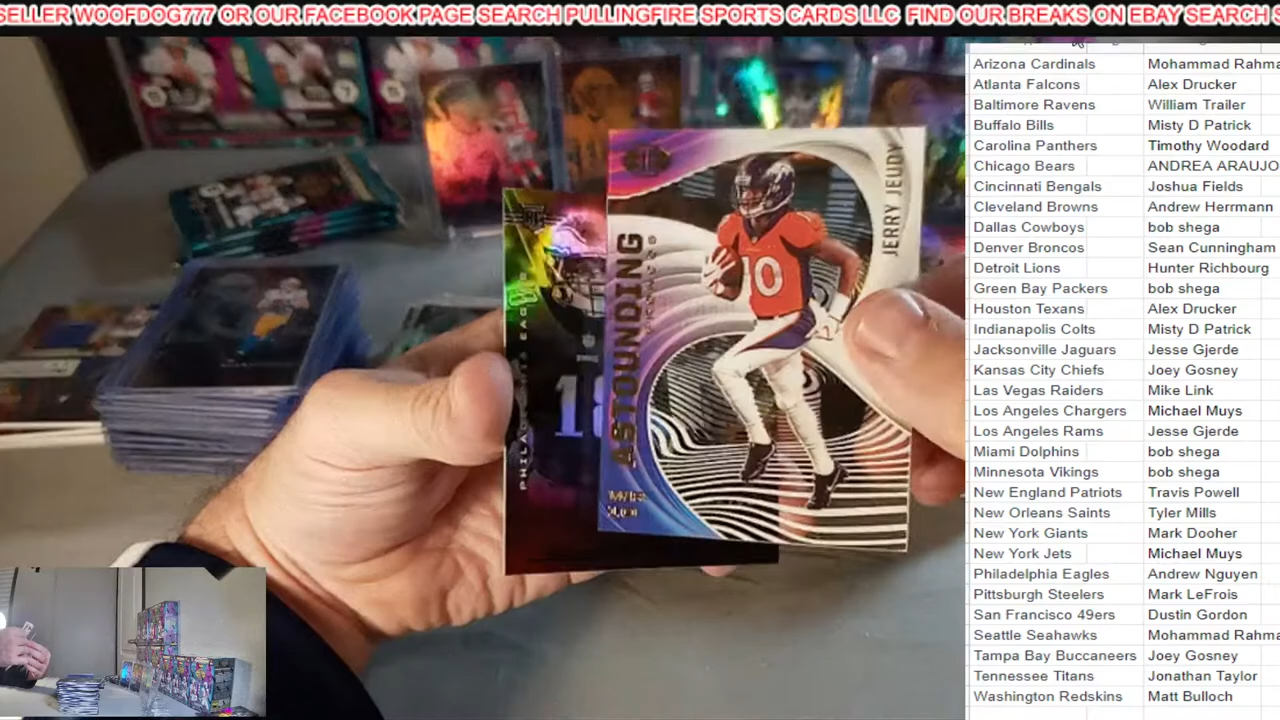 SELLER WOOFDOG777 OR OUR FACEBOOK PAGE SEARCH PULLINGFIRE SPORTS CARDS LLC FIND OUR BREAKS ON EBAY SEARCH
JERRY JEUDY
10
ASTOUNDING
PHILADELPHIA EAGLES
Arizona Cardinals Mohammad Rahma
Atlanta Falcons Alex Drucker
Baltimore Ravens William Trailer
Buffalo Bills Misty D Patrick
Carolina Panthers Timothy Woodard
Chicago Bears ANDREA ARAUJO
Cincinnati Bengals Joshua Fields
Cleveland Browns Andrew Herrmann
Dallas Cowboys bob shega
Denver Broncos Sean Cunningham
Detroit Lions Hunter Richbourg
Green Bay Packers bob shega
Houston Texans Alex Drucker
Indianapolis Colts Misty D Patrick
Jacksonville Jaguars Jesse Gjerde
Kansas City Chiefs Joey Gosney
Las Vegas Raiders Mike Link
Los Angeles Chargers Michael Muys
Los Angeles Rams Jesse Gjerde
Miami Dolphins bob shega
Minnesota Vikings bob shega
New England Patriots Travis Powell
New Orleans Saints Tyler Mills
New York Giants Mark Dooher
New York Jets Michael Muys
Philadelphia Eagles Andrew Nguyen
Pittsburgh Steelers Mark LeFrois
San Francisco 49ers Dustin Gordon
Seattle Seahawks Mohammad Rahma
Tampa Bay Buccaneers Joey Gosney
Tennessee Titans Jonathan Taylor
Washington Redskins Matt Bulloch